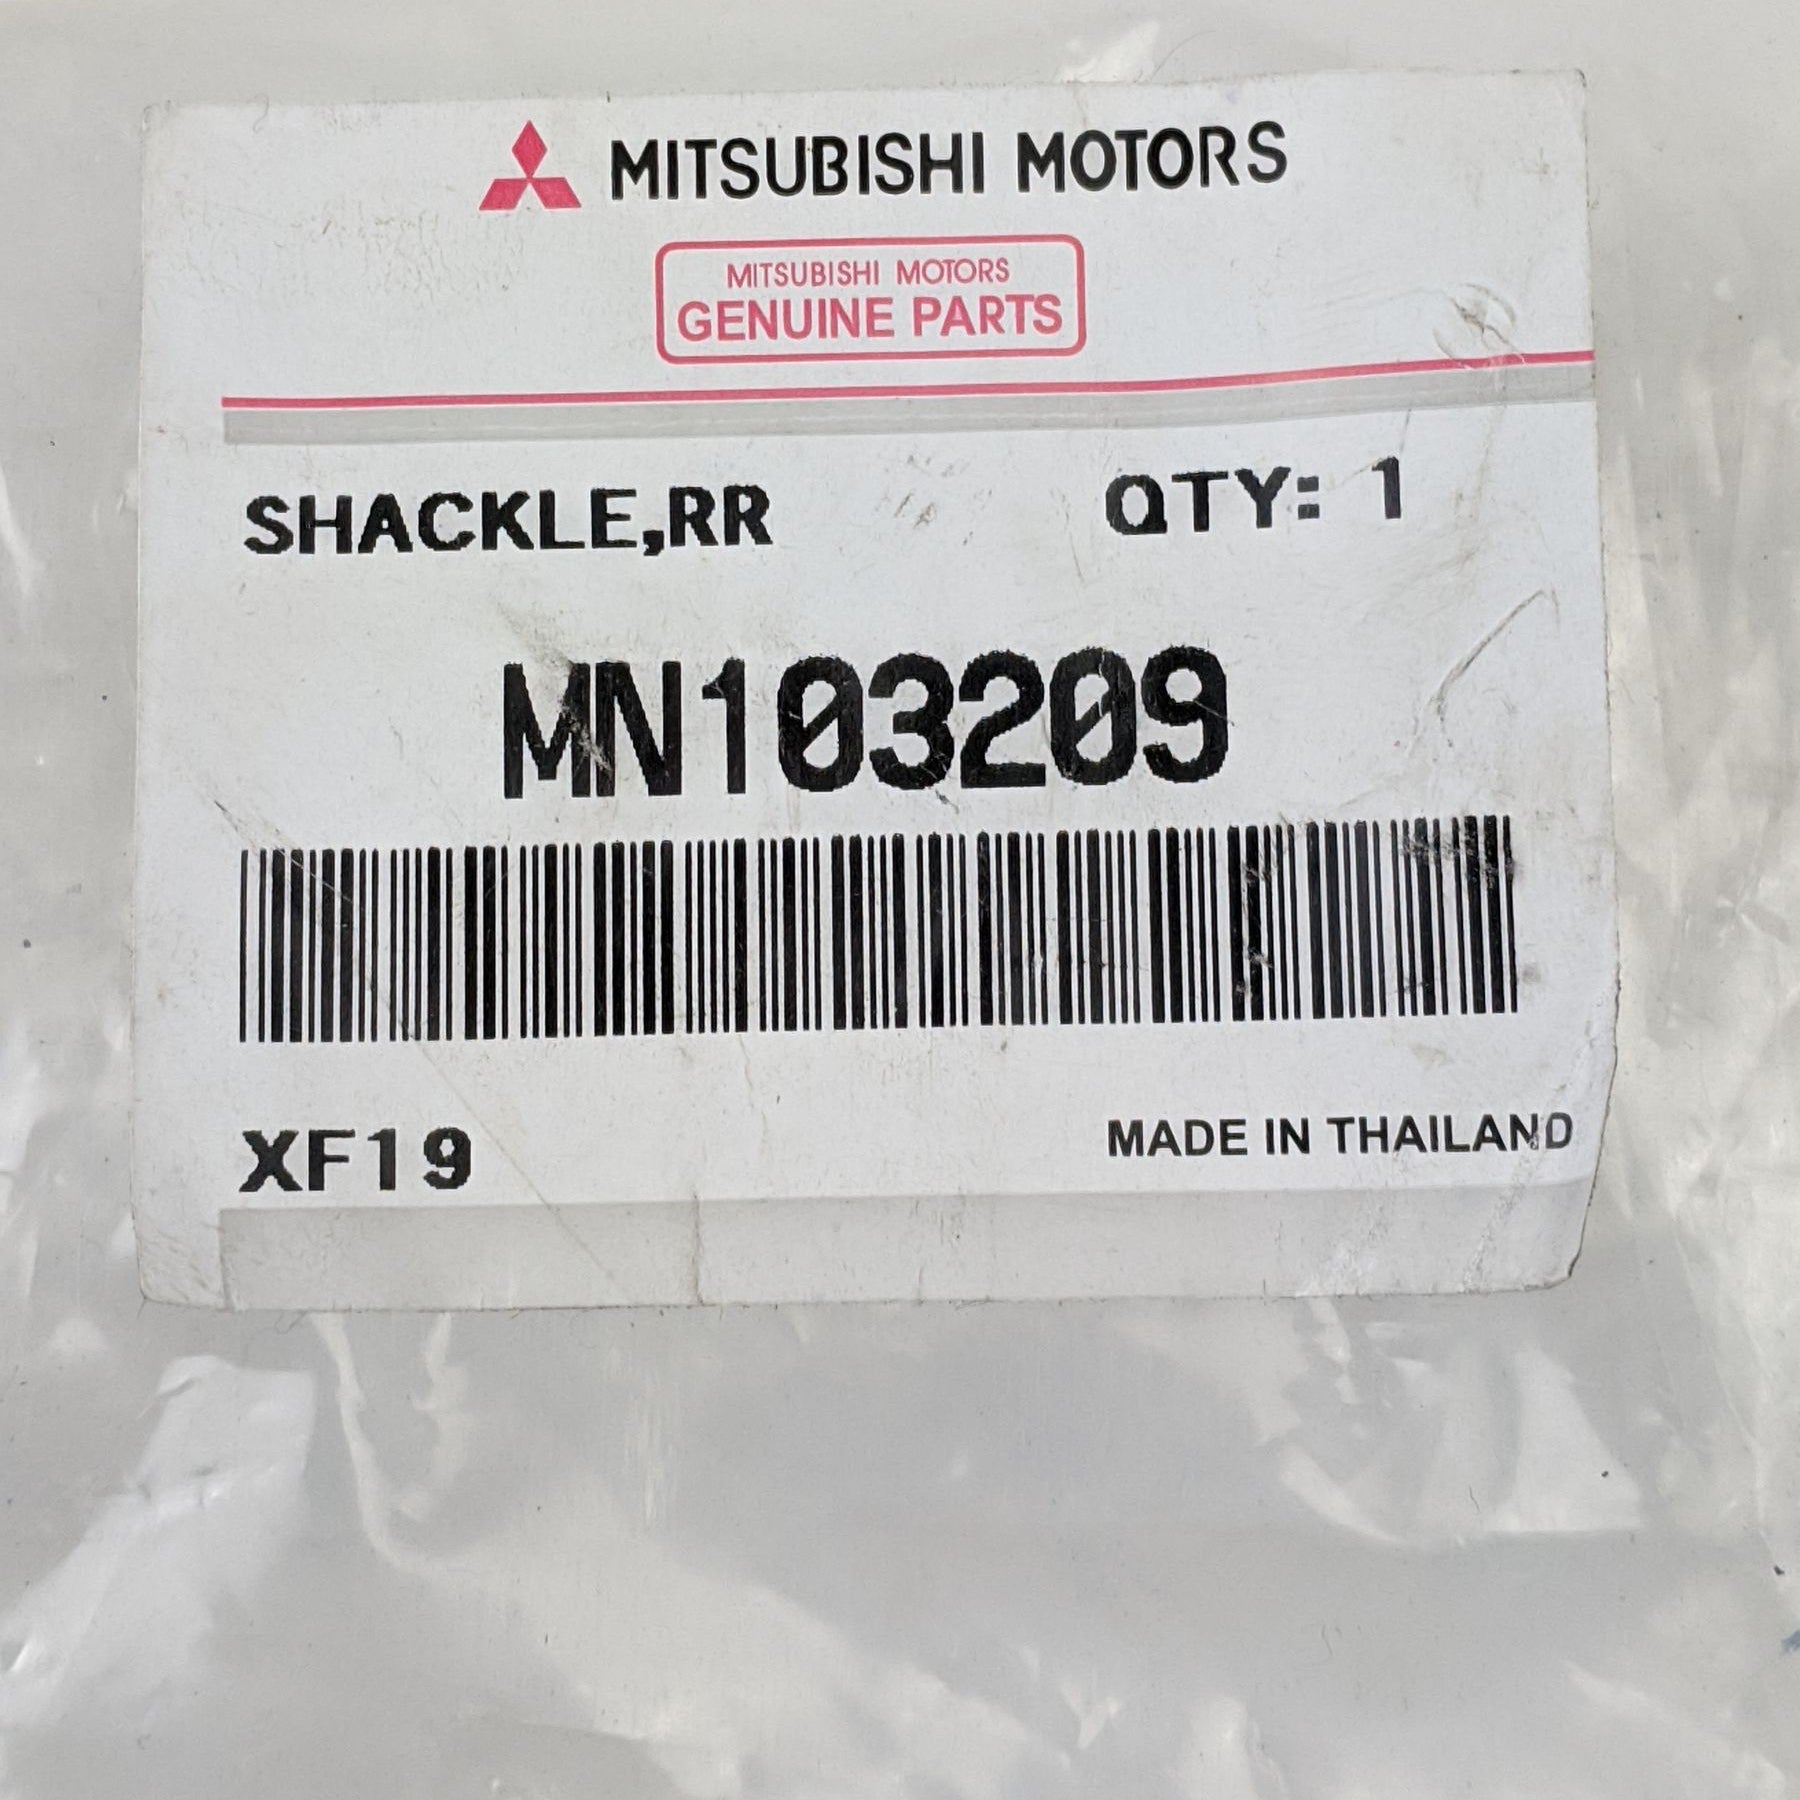 MITSUBISHI MOTORS
MITSUBISHI MOTORS
GENUINE PARTS
SHACKLE,RR QTY: 1
MN103209
XF19 MADE IN THAILAND